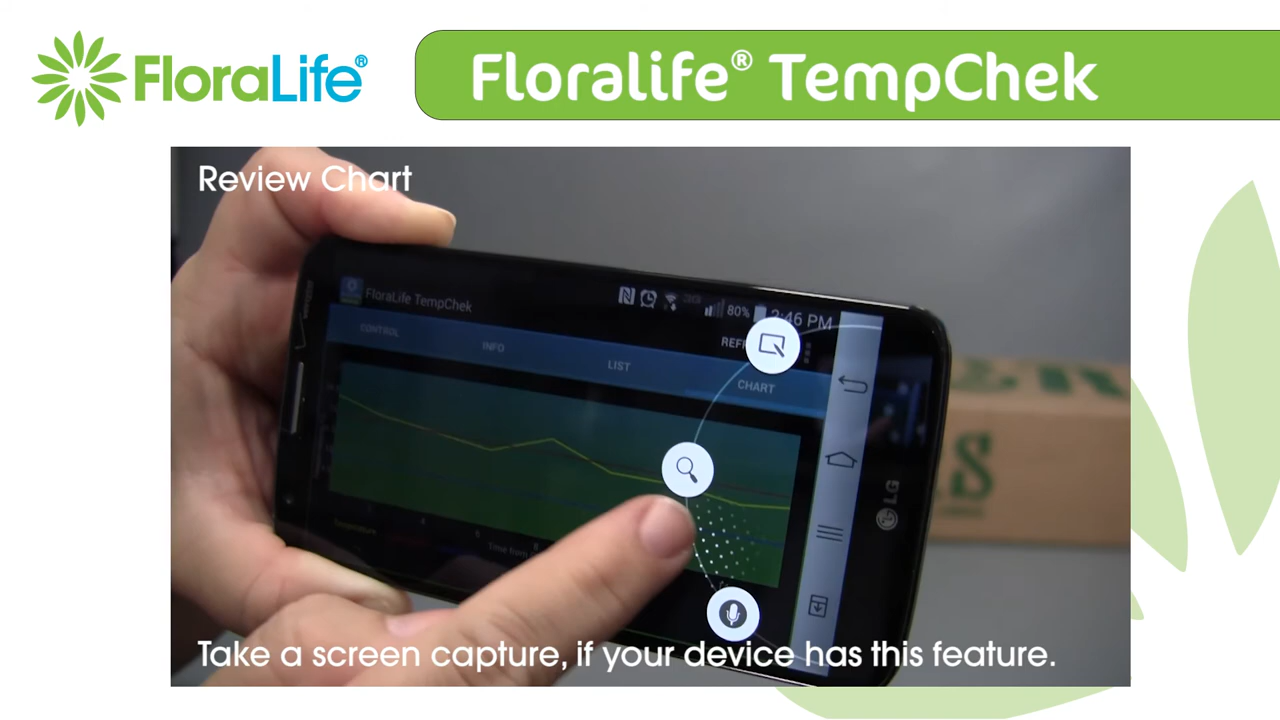 FloraLife®
Floralife® TempChek
Review Chart
FloraLife TempChek
80%
2:46 PM
CONTROL
INFO
LIST
CHART
Temperature
LG
Take a screen capture, if your device has this feature.